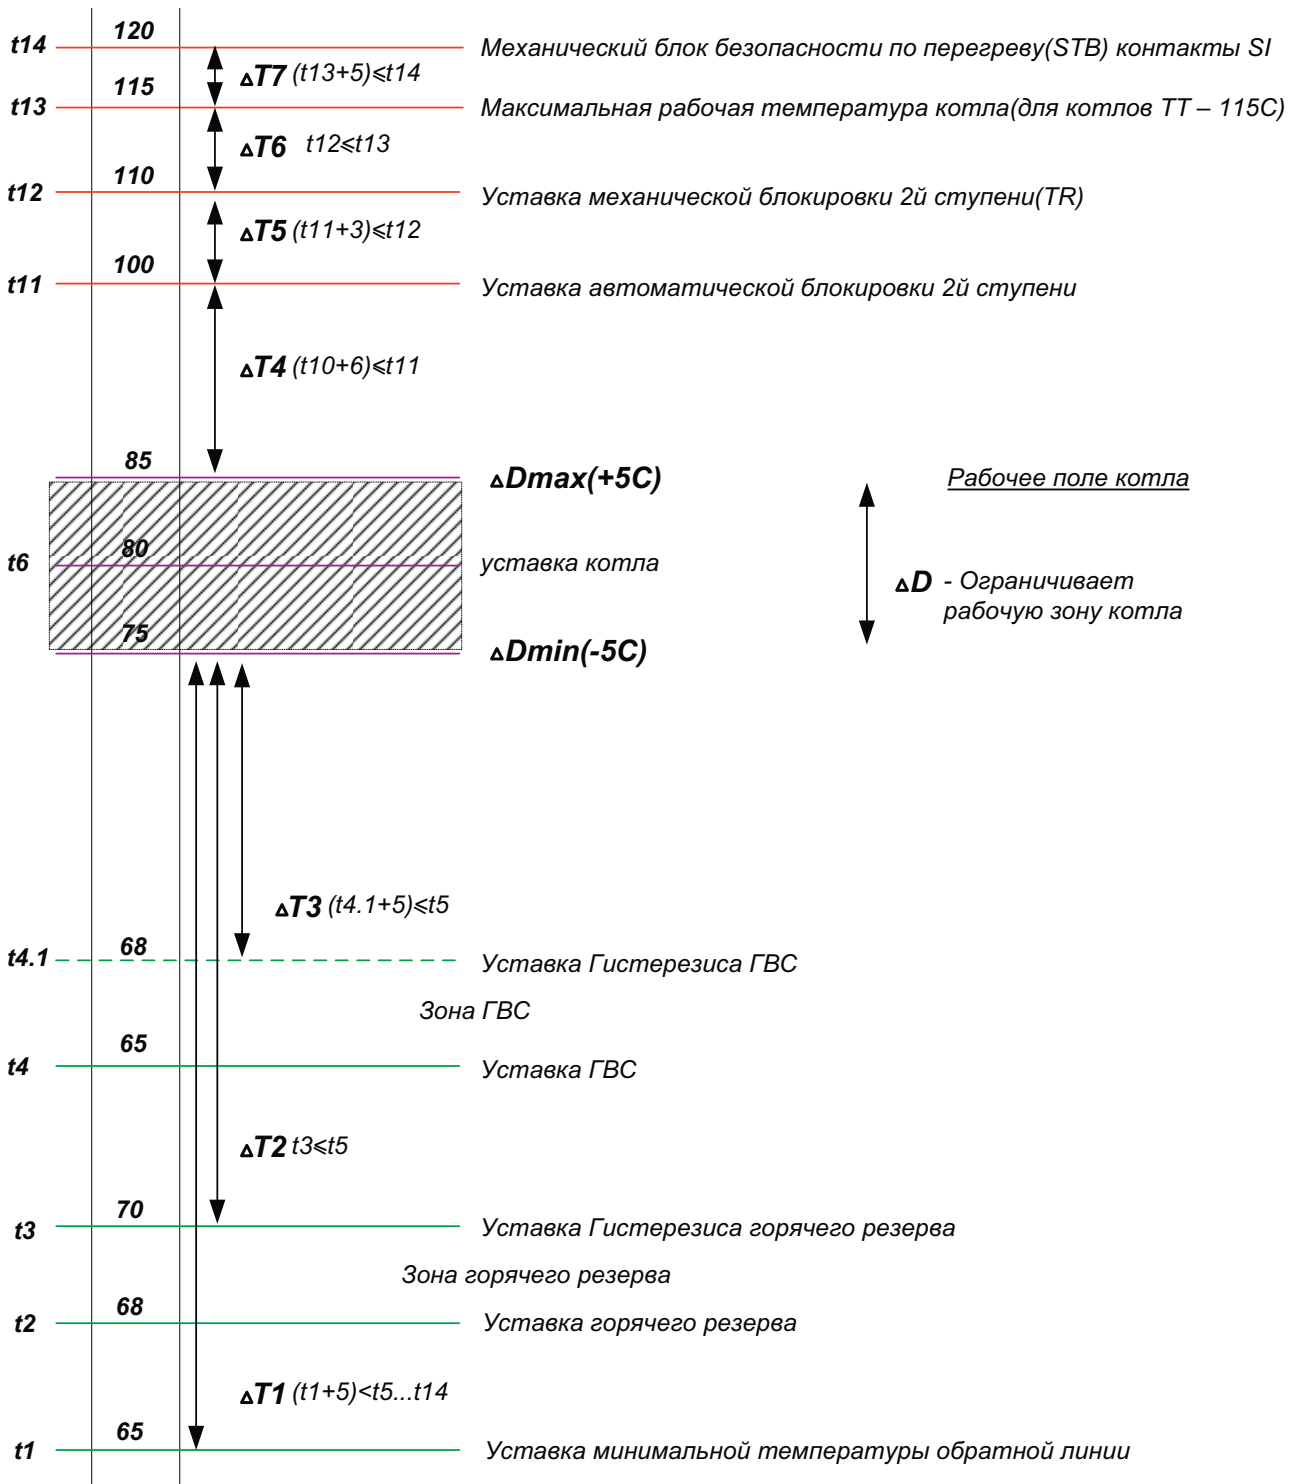 120
t14
Механический блок безопасности по перегреву(STB) контакты SI
ΔT7 (t13+5)⩽t14
115
t13
Максимальная рабочая температура котла(для котлов ТТ – 115С)
ΔT6 t12⩽t13
110
t12
Уставка механической блокировки 2й ступени(TR)
ΔT5 (t11+3)⩽t12
100
t11
Уставка автоматической блокировки 2й ступени
ΔT4 (t10+6)⩽t11
85
ΔDmax(+5C)
Рабочее поле котла
80
t6
уставка котла
ΔD - Ограничивает
рабочую зону котла
75
ΔDmin(-5C)
ΔT3 (t4.1+5)⩽t5
68
t4.1
Уставка Гистерезиса ГВС
Зона ГВС
65
t4
Уставка ГВС
ΔT2 t3⩽t5
70
t3
Уставка Гистерезиса горячего резерва
Зона горячего резерва
68
t2
Уставка горячего резерва
ΔT1 (t1+5)<t5...t14
65
t1
Уставка минимальной температуры обратной линии